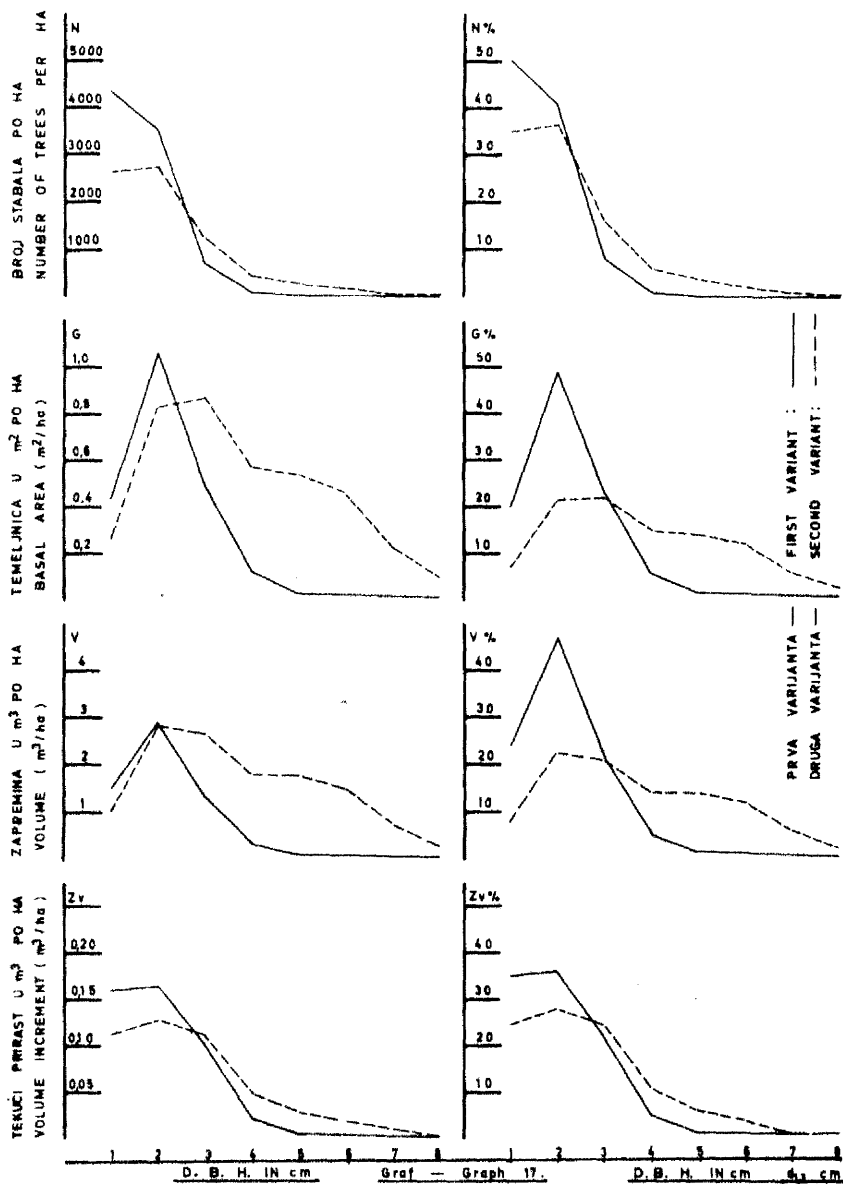 BROJ STABALA PO HA
NUMBER OF TREES PER HA
N
5000
4000
3000
2000
1000
N%
50
40
30
20
10
TEMELJNICA U m² PO HA
BASAL AREA (m²/ha)
G
1,0
0,8
0,6
0,4
0,2
G%
50
40
30
20
10
FIRST VARIANT :
SECOND VARIANT:
ZAPREMINA U m³ PO HA
VOLUME (m³/ha)
V
4
3
2
1
V%
40
30
20
10
PRVA VARIJANTA
DRUGA VARIJANTA
TEKUĆI PRIRAST U m³ PO HA
VOLUME INCREMENT (m³/ha)
Zv
0,20
0,15
0,10
0,05
Zv%
40
30
20
10
1 2 3 4 5 6 7 8
1 2 3 4 5 6 7 8
D. B. H. IN cm Graf — Graph 17. D. B. H. IN cm d₁,₃ cm